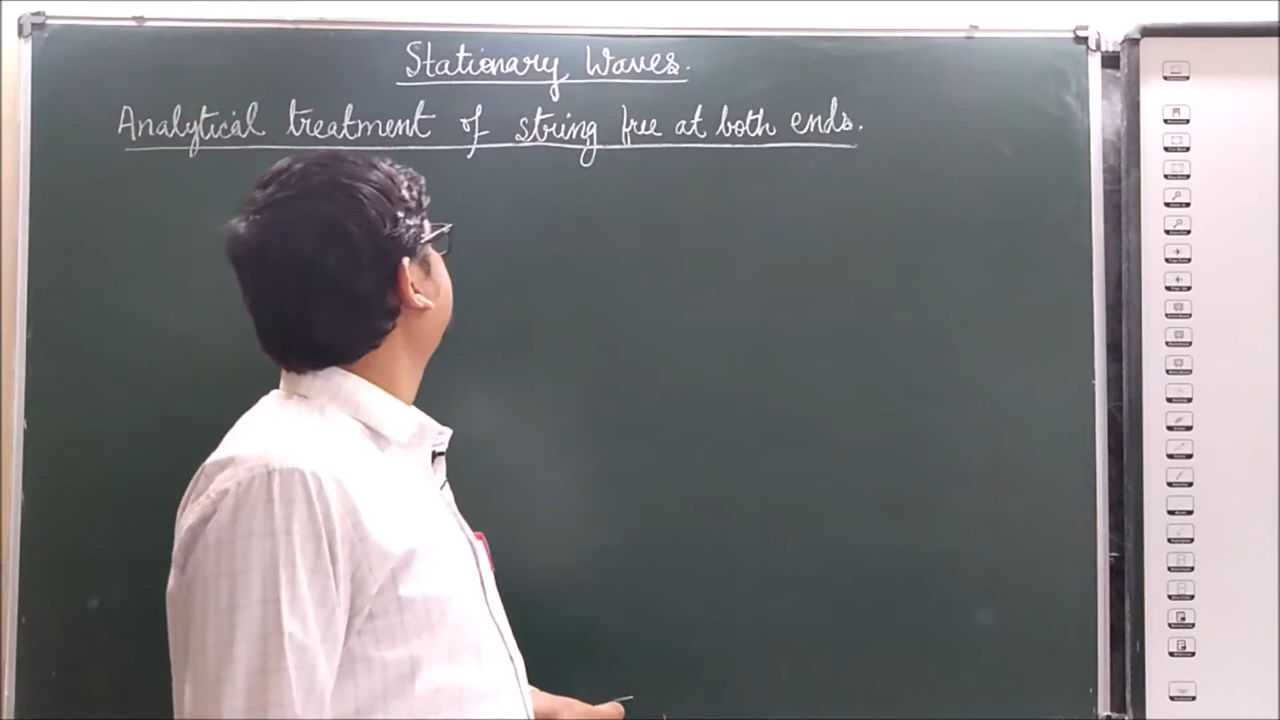 Stationary Waves.
Analytical treatment of string free at both ends.